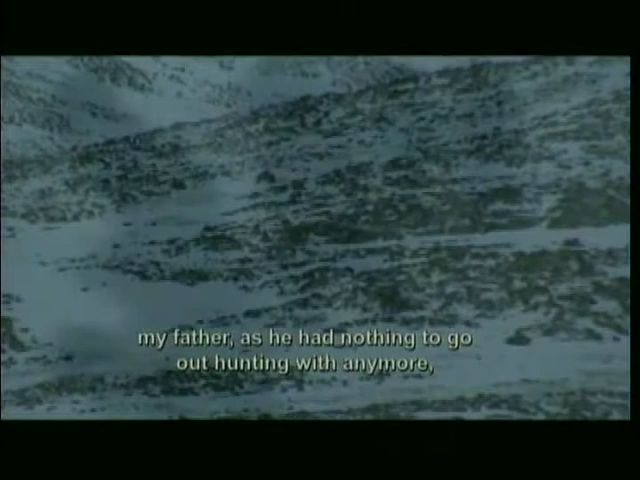 my father, as he had nothing to go
out hunting with anymore,